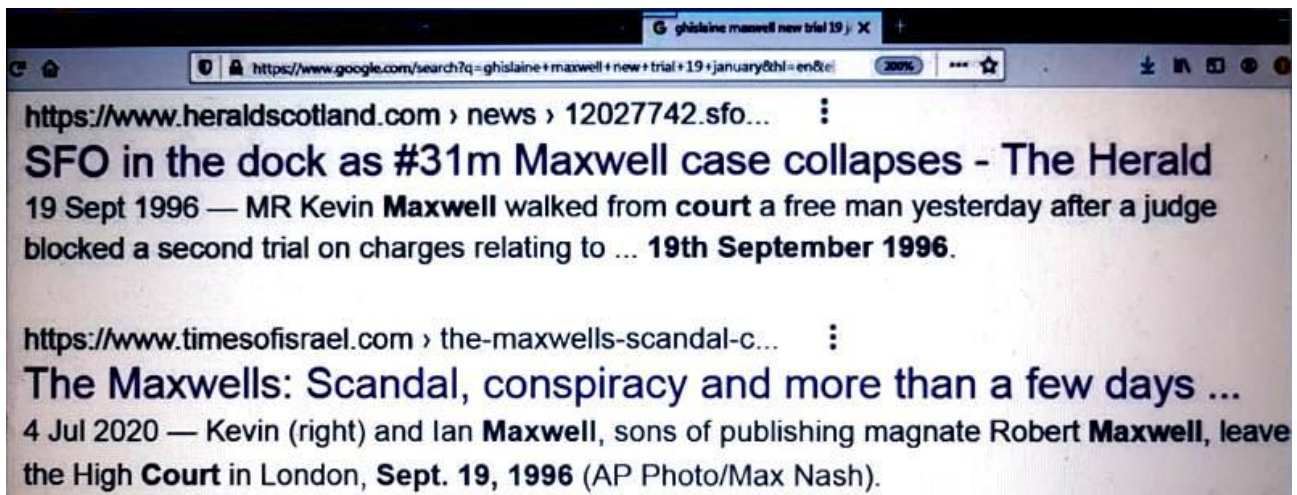 G ghislaine maxwell new trial 19 j
https://www.google.com/search?q=ghislaine+maxwell+new+trial+19+january&hl=en&ei
200%
https://www.heraldscotland.com › news › 12027742.sfo...
SFO in the dock as #31m Maxwell case collapses - The Herald
19 Sept 1996 — MR Kevin Maxwell walked from court a free man yesterday after a judge
blocked a second trial on charges relating to ... 19th September 1996.
https://www.timesofisrael.com › the-maxwells-scandal-c...
The Maxwells: Scandal, conspiracy and more than a few days ...
4 Jul 2020 — Kevin (right) and Ian Maxwell, sons of publishing magnate Robert Maxwell, leave
the High Court in London, Sept. 19, 1996 (AP Photo/Max Nash).